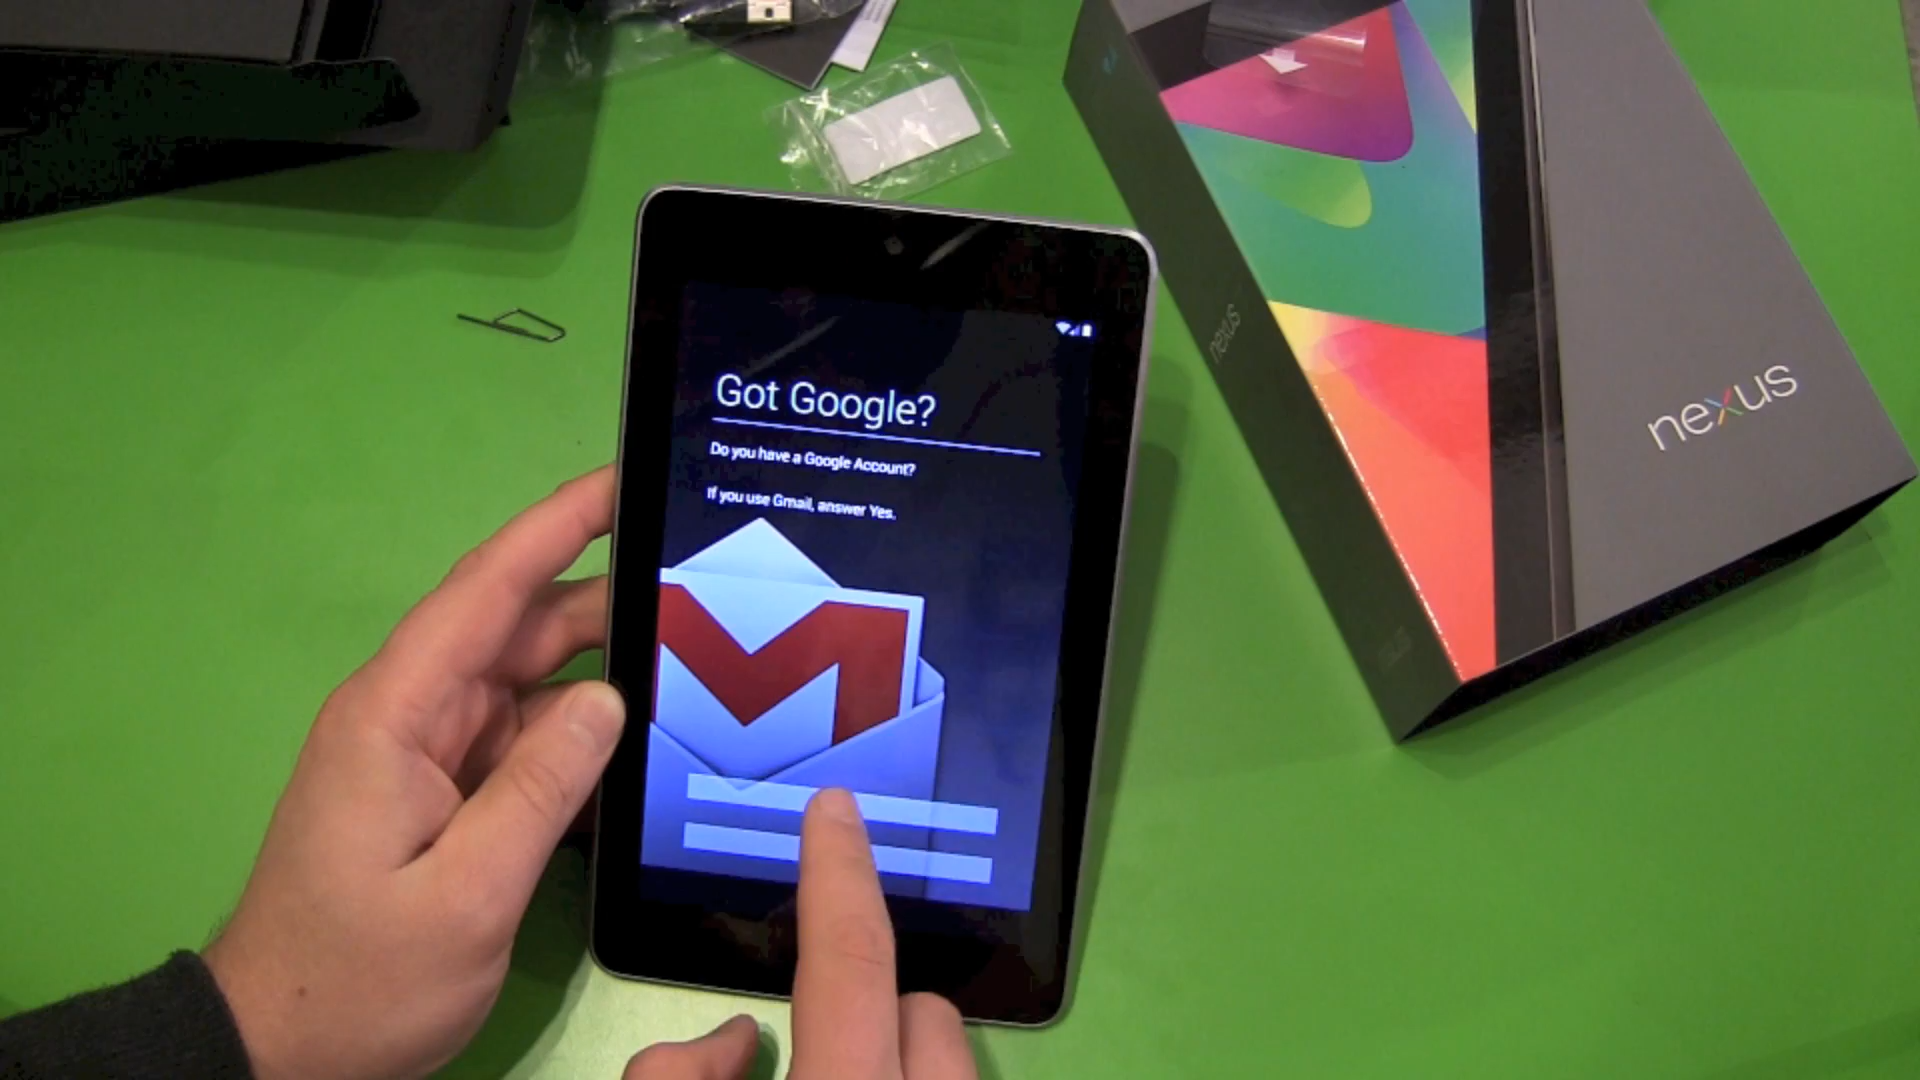 Got Google?
Do you have a Google Account?
If you use Gmail, answer Yes.
nexus
nexus